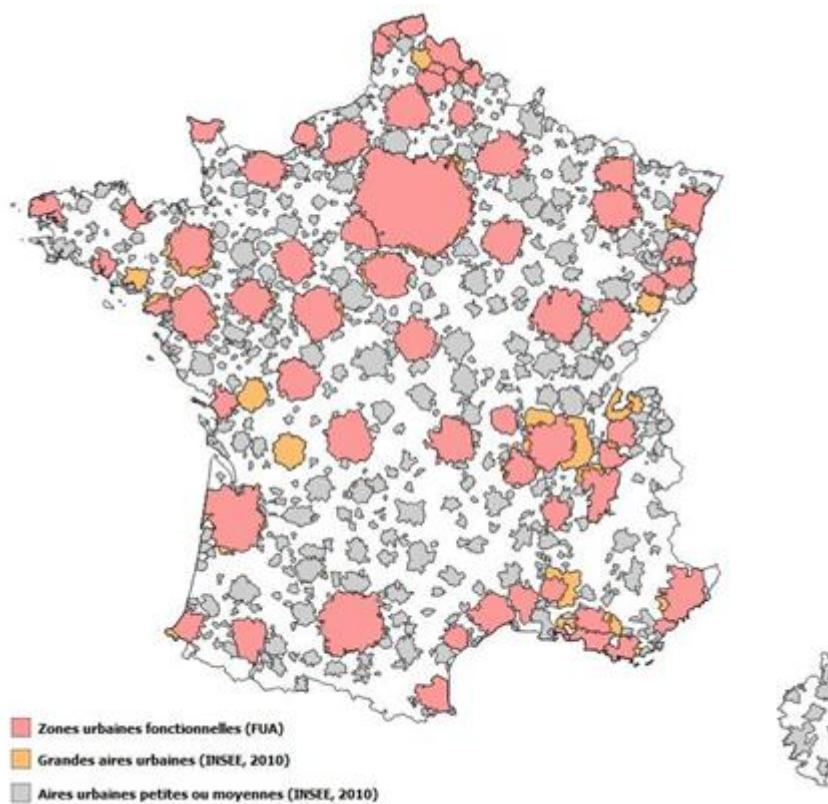 Zones urbaines fonctionnelles (FUA)
Grandes aires urbaines (INSEE, 2010)
Aires urbaines petites ou moyennes (INSEE, 2010)